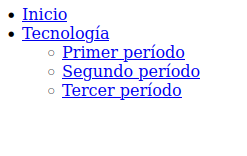 Inicio
Tecnología
Primer período
Segundo período
Tercer período